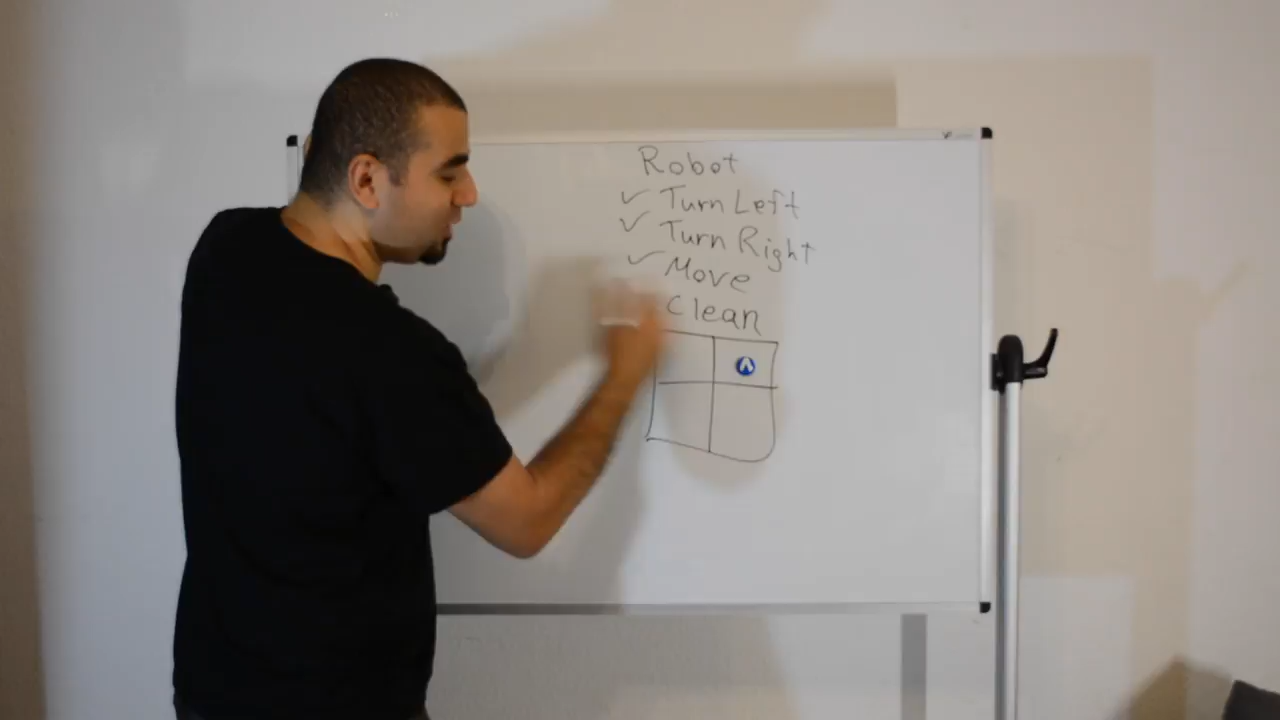 Robot
✓ Turn Left
✓ Turn Right
✓ Move
Clean